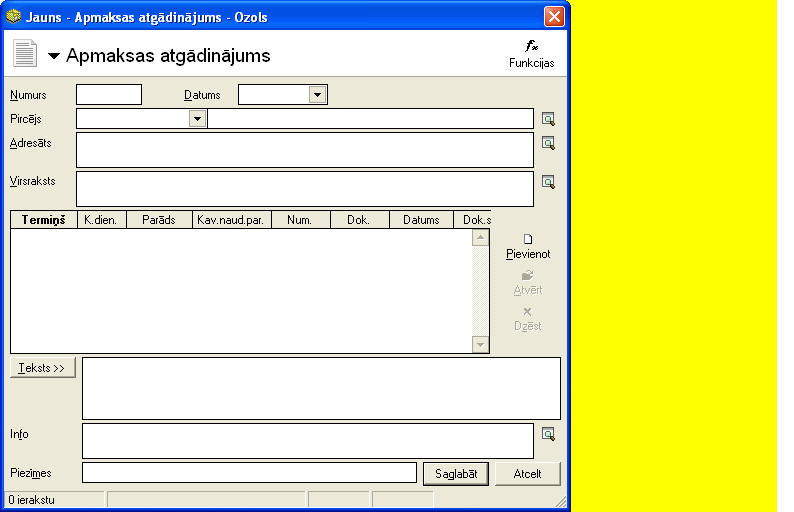 Jauns - Apmaksas atgādinājums - Ozols
Apmaksas atgādinājums
fx
Funkcijas
Numurs Datums
Pircējs
Adresāts
Virsraksts
Termiņš K.dien. Parāds Kav.naud.par. Num. Dok. Datums Dok.s
Pievienot
Atvērt
Dzēst
Teksts >>
Info
Piezīmes Saglabāt Atcelt
0 ierakstu